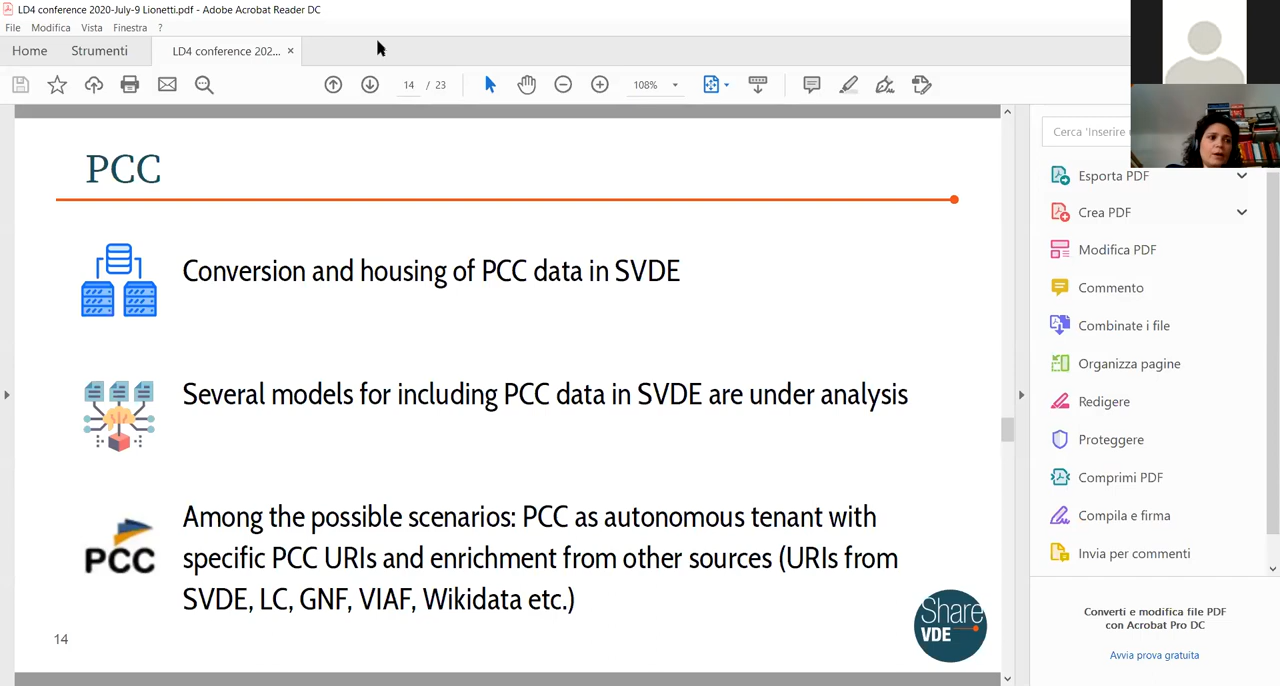 LD4 conference 2020-July-9 Lionetti.pdf - Adobe Acrobat Reader DC
File Modifica Vista Finestra ?
Home Strumenti LD4 conference 202... ×
14 / 23 108%
Cerca 'Inserire
PCC
Conversion and housing of PCC data in SVDE
Several models for including PCC data in SVDE are under analysis
Among the possible scenarios: PCC as autonomous tenant with
specific PCC URIs and enrichment from other sources (URIs from
SVDE, LC, GNF, VIAF, Wikidata etc.)
PCC
Share
VDE
14
Esporta PDF
Crea PDF
Modifica PDF
Commento
Combinate i file
Organizza pagine
Redigere
Proteggere
Comprimi PDF
Compila e firma
Invia per commenti
Converti e modifica file PDF
con Acrobat Pro DC
Avvia prova gratuita